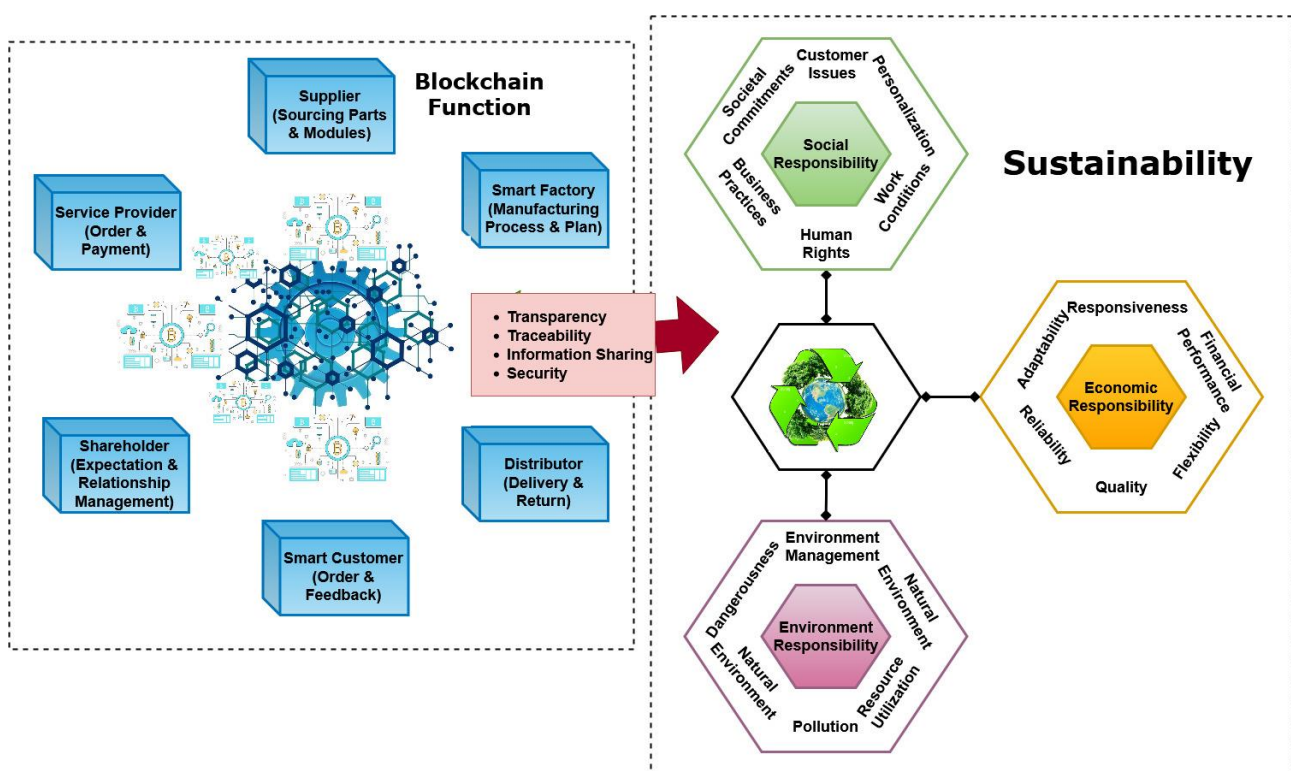 Blockchain
Function
Supplier
(Sourcing Parts
& Modules)
Smart Factory
(Manufacturing
Process & Plan)
Service Provider
(Order &
Payment)
• Transparency
• Traceability
• Information Sharing
• Security
Shareholder
(Expectation &
Relationship
Management)
Distributor
(Delivery &
Return)
Smart Customer
(Order &
Feedback)
Sustainability
Customer
Issues
Personalization
Work
Conditions
Human
Rights
Business
Practices
Societal
Commitments
Social
Responsibility
Responsiveness
Financial
Performance
Flexibility
Quality
Reliability
Adaptability
Economic
Responsibility
Environment
Management
Natural
Environment
Resource
Utilization
Pollution
Natural
Environment
Dangerousness
Environment
Responsibility